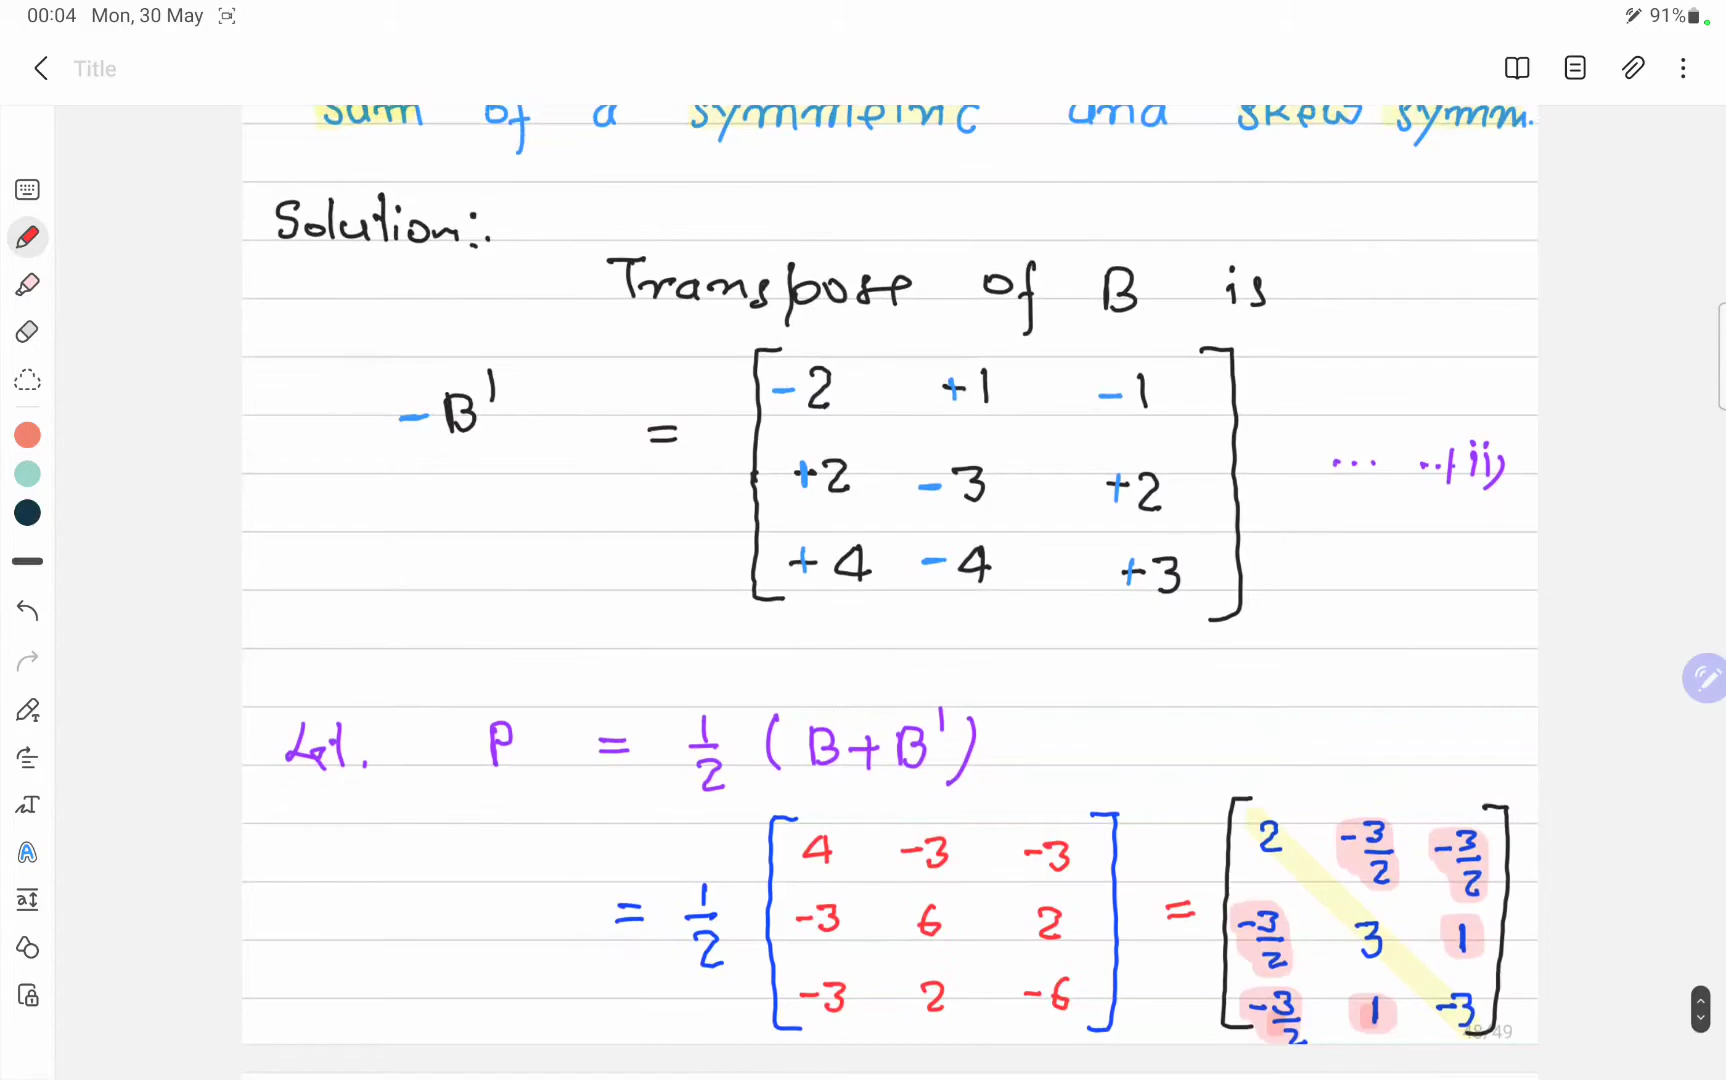 00:04 Mon, 30 May 91%
Title
sum of a symmetric and skew symm.
Solution:.
Transpose of B is
-B' = [ -2 +1 -1
+2 -3 +2 ... ..(ii)
+4 -4 +3 ]
Let. P = 1/2 (B+B')
= 1/2 [ 4 -3 -3 = [ 2 -3/2 -3/2
-3 6 2 -3/2 3 1
-3 2 -6 ] -3/2 1 -3 ]
48/49